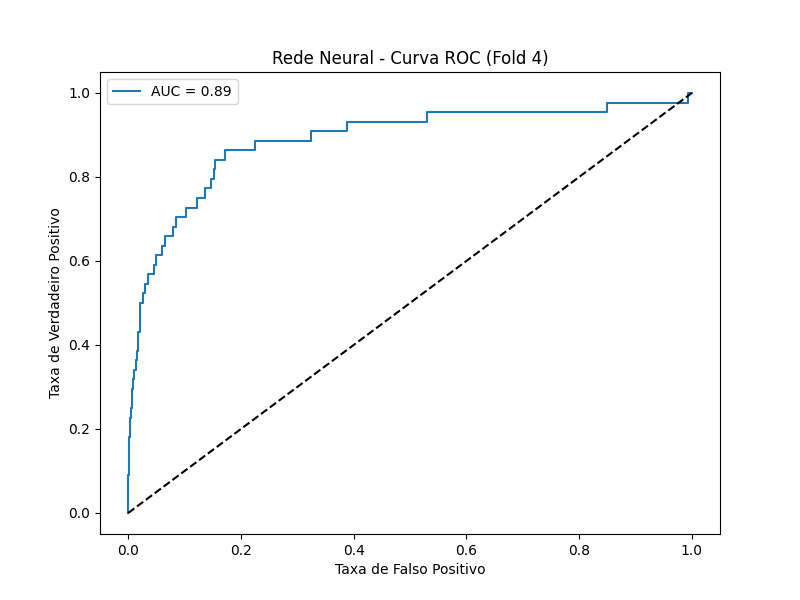 Rede Neural - Curva ROC (Fold 4)
AUC = 0.89
1.0
0.8
0.6
0.4
0.2
0.0
Taxa de Verdadeiro Positivo
0.0 0.2 0.4 0.6 0.8 1.0
Taxa de Falso Positivo